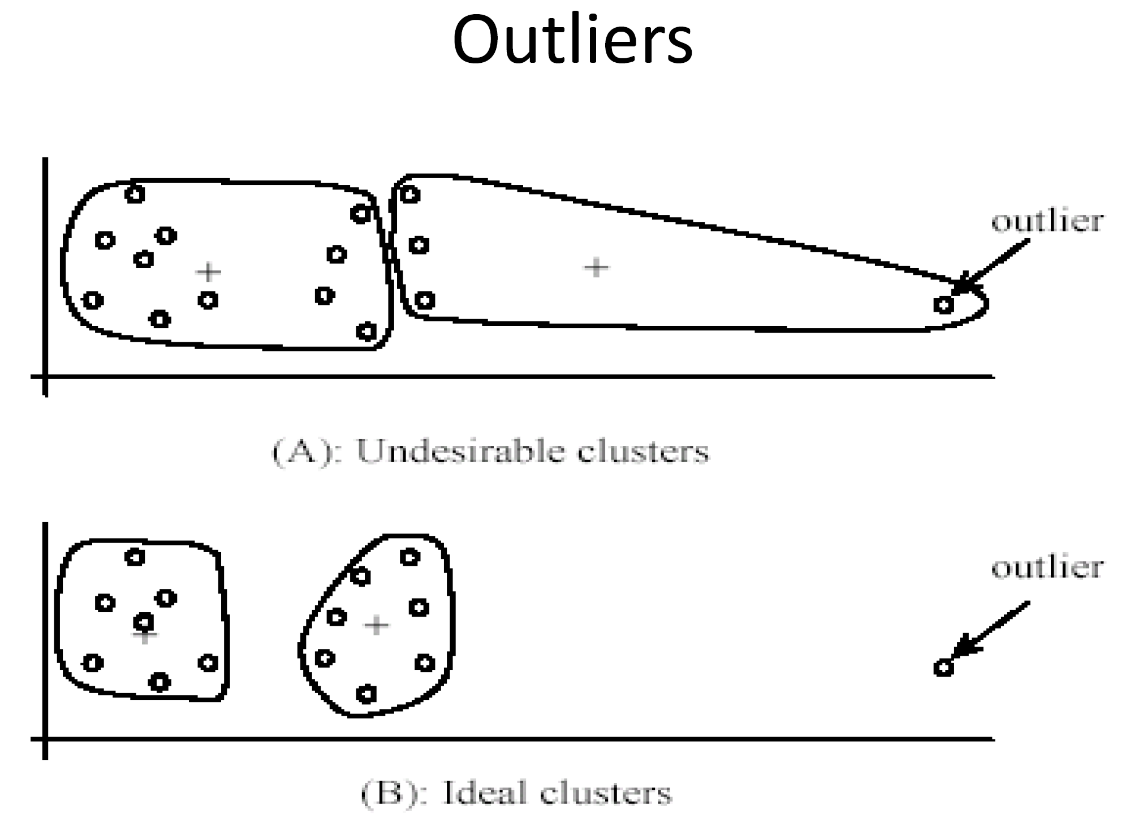 Outliers
outlier
(A): Undesirable clusters
outlier
(B): Ideal clusters